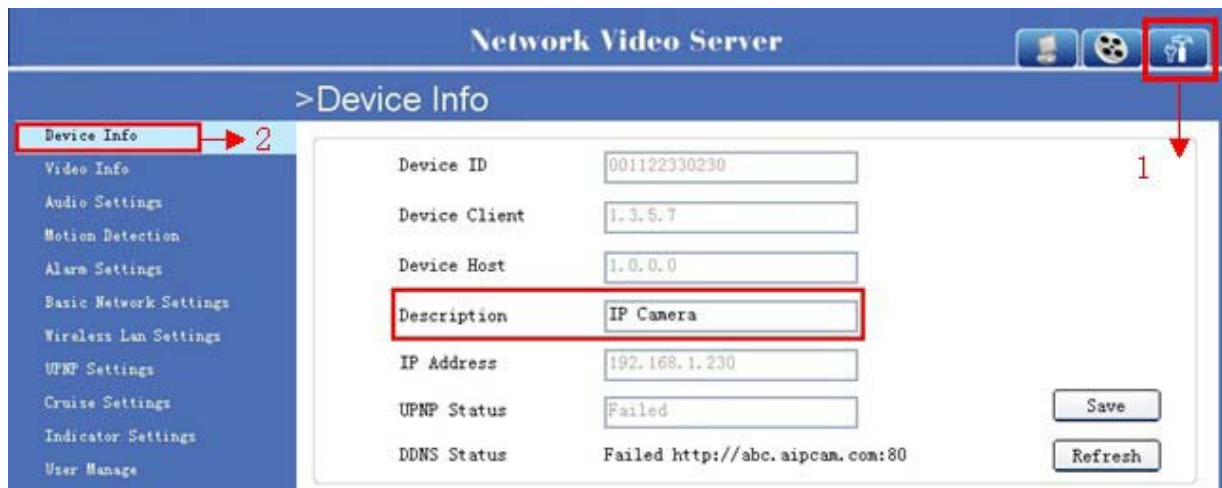 Network Video Server
>Device Info
Device Info
2
Video Info
Audio Settings
Motion Detection
Alarm Settings
Basic Network Settings
Wireless Lan Settings
UPNP Settings
Cruise Settings
Indicator Settings
User Manage
1
Device ID 001122330230
Device Client 1.3.5.7
Device Host 1.0.0.0
Description IP Camera
IP Address 192.168.1.230
UPNP Status Failed
Save
DDNS Status Failed http://abc.aipcam.com:80
Refresh